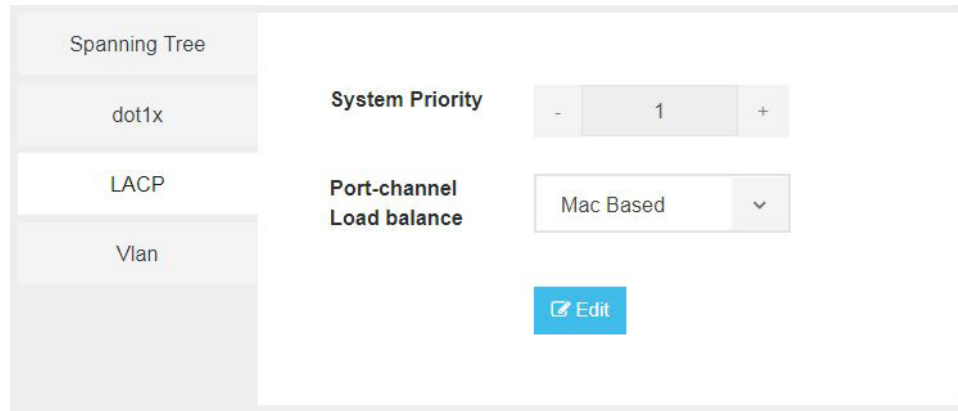 Spanning Tree
dot1x
LACP
Vlan
System Priority
- 1 +
Port-channel
Load balance
Mac Based
Edit